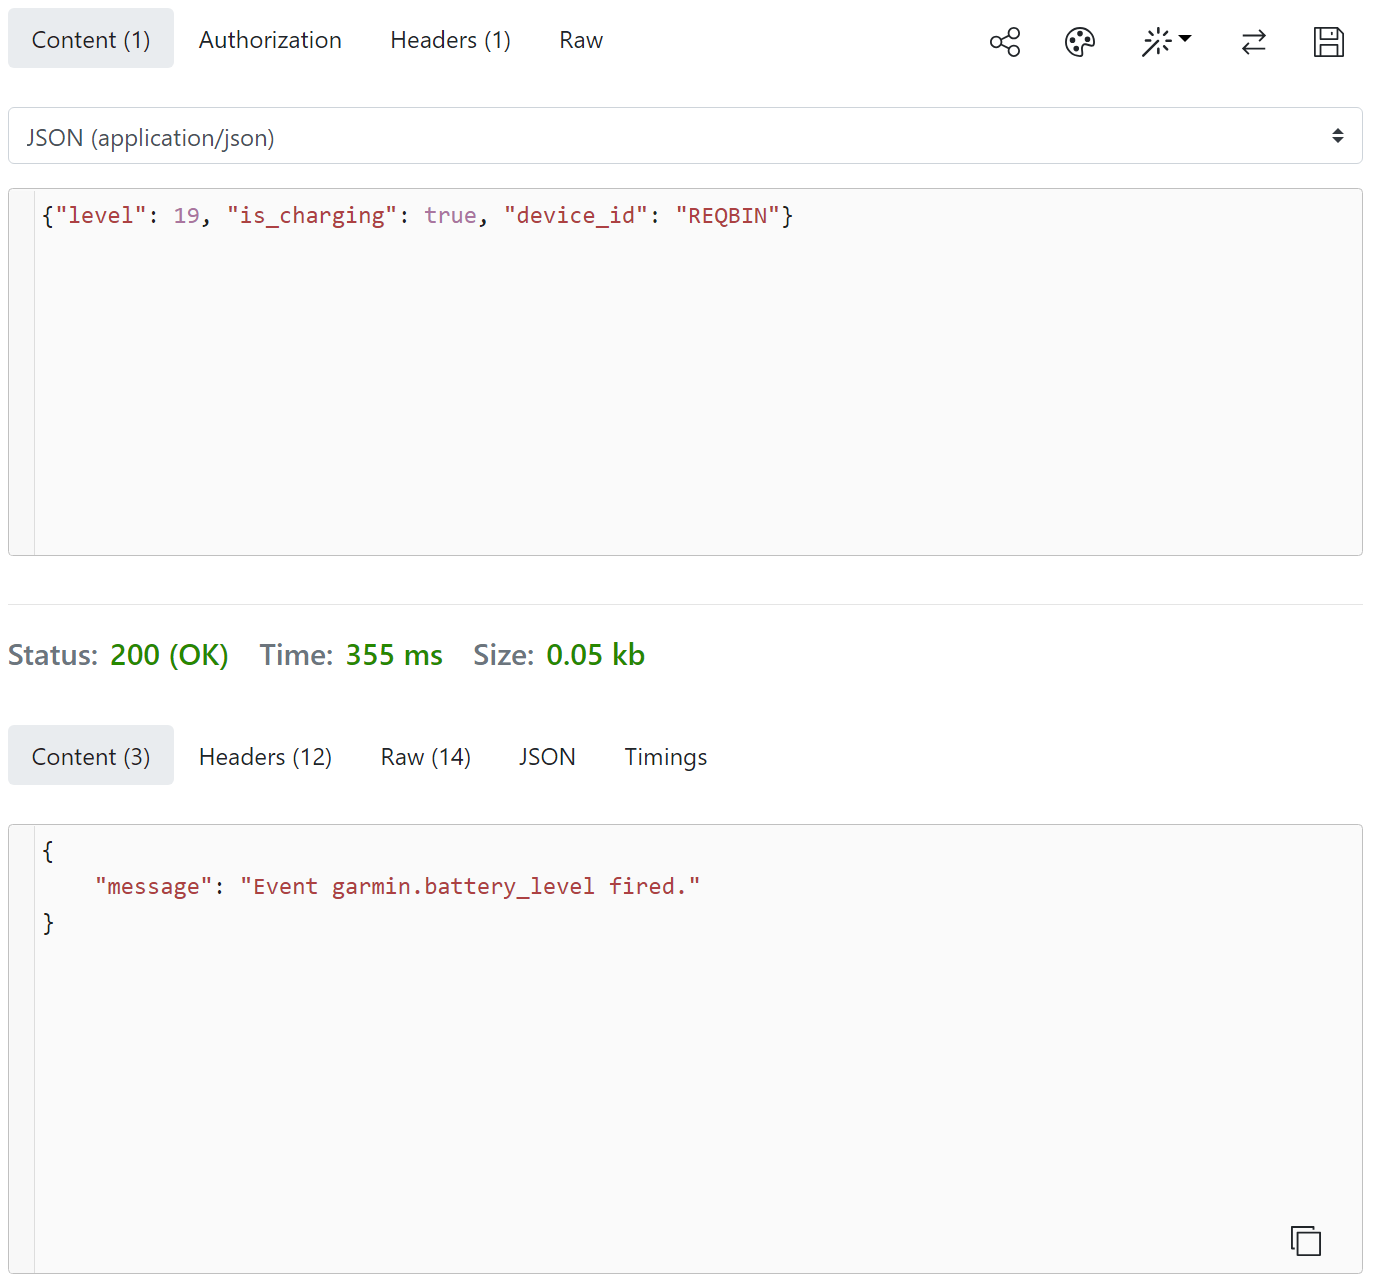 Content (1) Authorization Headers (1) Raw
JSON (application/json)
{"level": 19, "is_charging": true, "device_id": "REQBIN"}
Status: 200 (OK) Time: 355 ms Size: 0.05 kb
Content (3) Headers (12) Raw (14) JSON Timings
{
    "message": "Event garmin.battery_level fired."
}